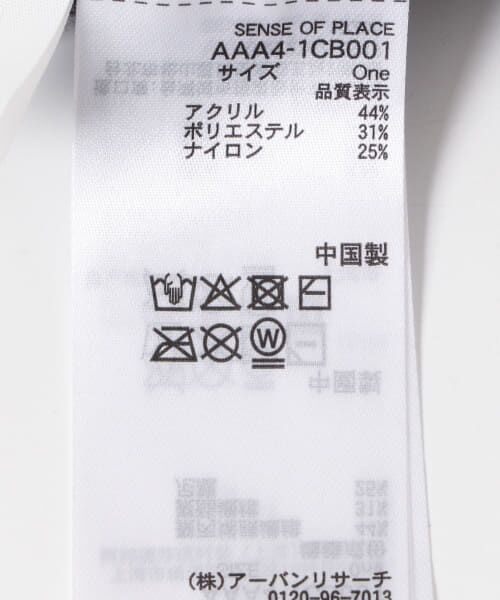 SENSE OF PLACE
AAA4-1CB001
サイズ One
品質表示
アクリル 44%
ポリエステル 31%
ナイロン 25%
中国製
W
(株)アーバンリサーチ
0120-96-7013